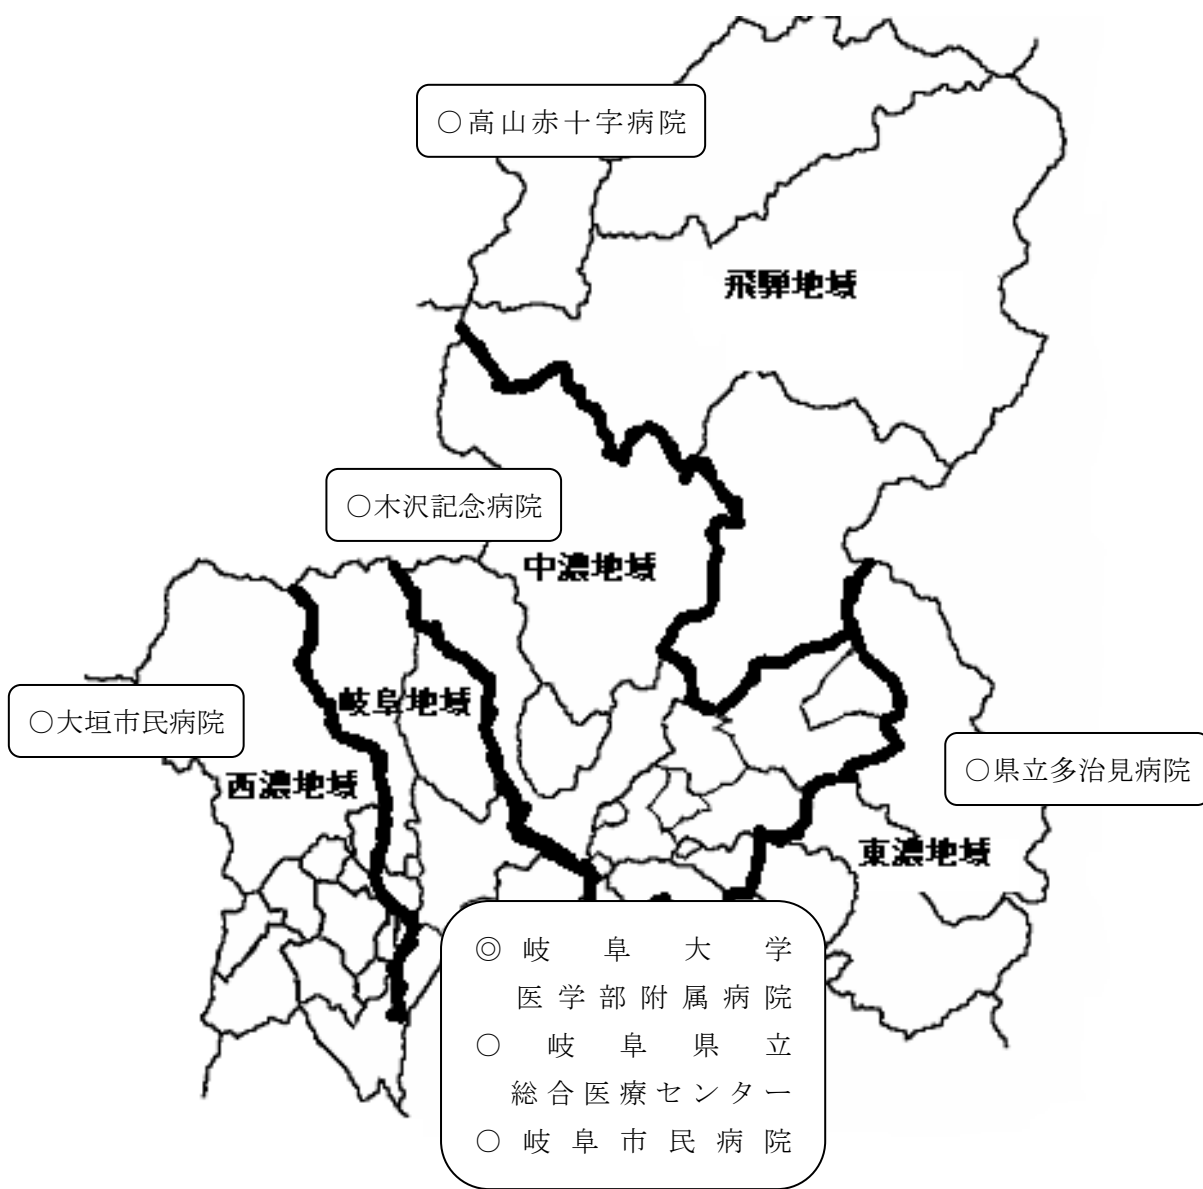 ○高山赤十字病院
飛騨地域
○木沢記念病院
中濃地域
岐阜地域
○大垣市民病院
西濃地域
○県立多治見病院
東濃地域
◎岐阜大学
医学部附属病院
○岐阜県立
総合医療センター
○岐阜市民病院